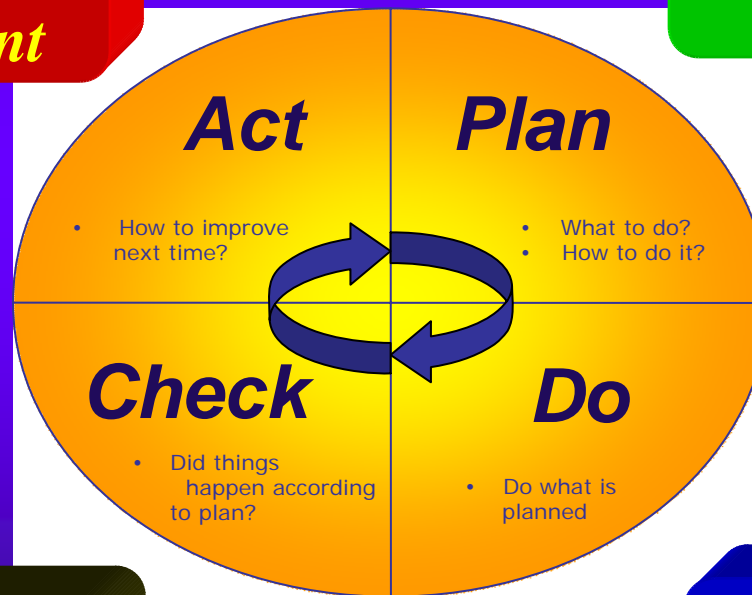 nt
Act
Plan
• How to improve
next time?
• What to do?
• How to do it?
Check
Do
• Did things
happen according
to plan?
• Do what is
planned